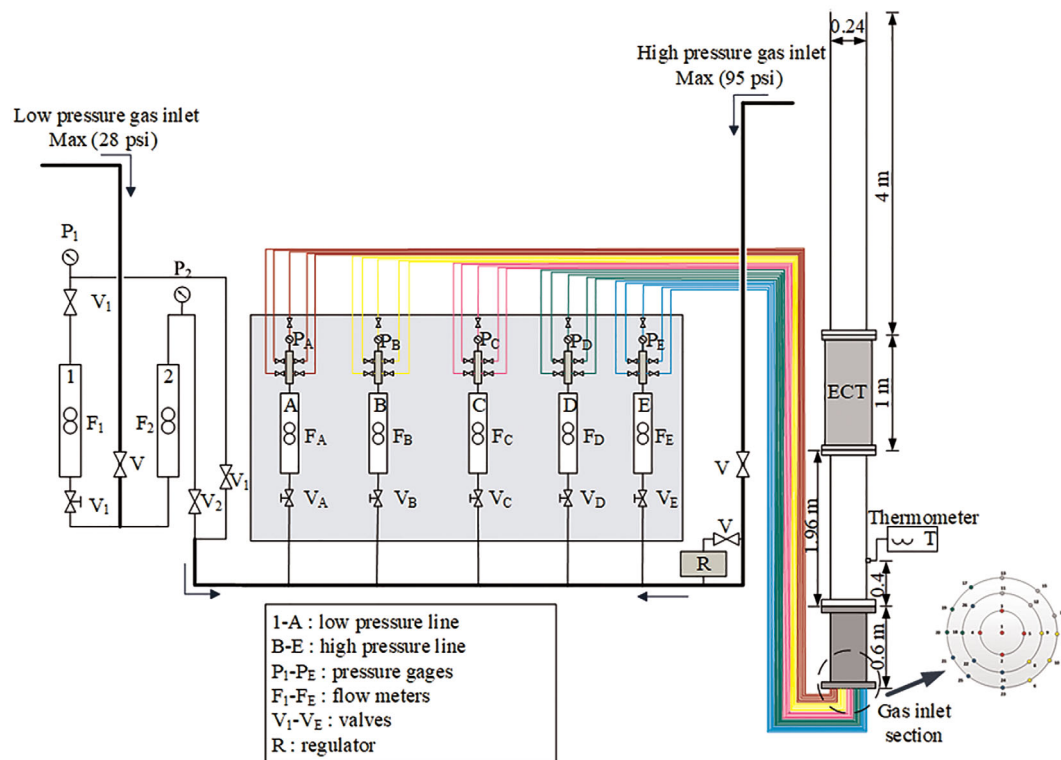 0.24
High pressure gas inlet
Max (95 psi)
Low pressure gas inlet
Max (28 psi)
4 m
P1
P2
V1
PA
PB
PC
PD
PE
1
2
A
B
C
D
E
ECT
1 m
F1
F2
FA
FB
FC
FD
FE
V
V
V1
V1
V2
VA
VB
VC
VD
VE
1.96 m
Thermometer
T
V
R
0.4
0.6 m
1-A : low pressure line
B-E : high pressure line
P1-PE : pressure gages
F1-FE : flow meters
V1-VE : valves
R : regulator
Gas inlet
section